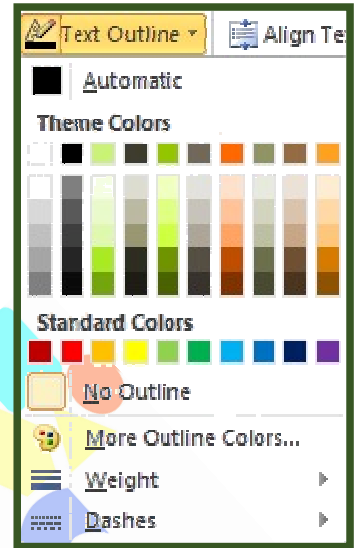 Text Outline Align Te
Automatic
Theme Colors
Standard Colors
No Outline
More Outline Colors...
Weight
Dashes